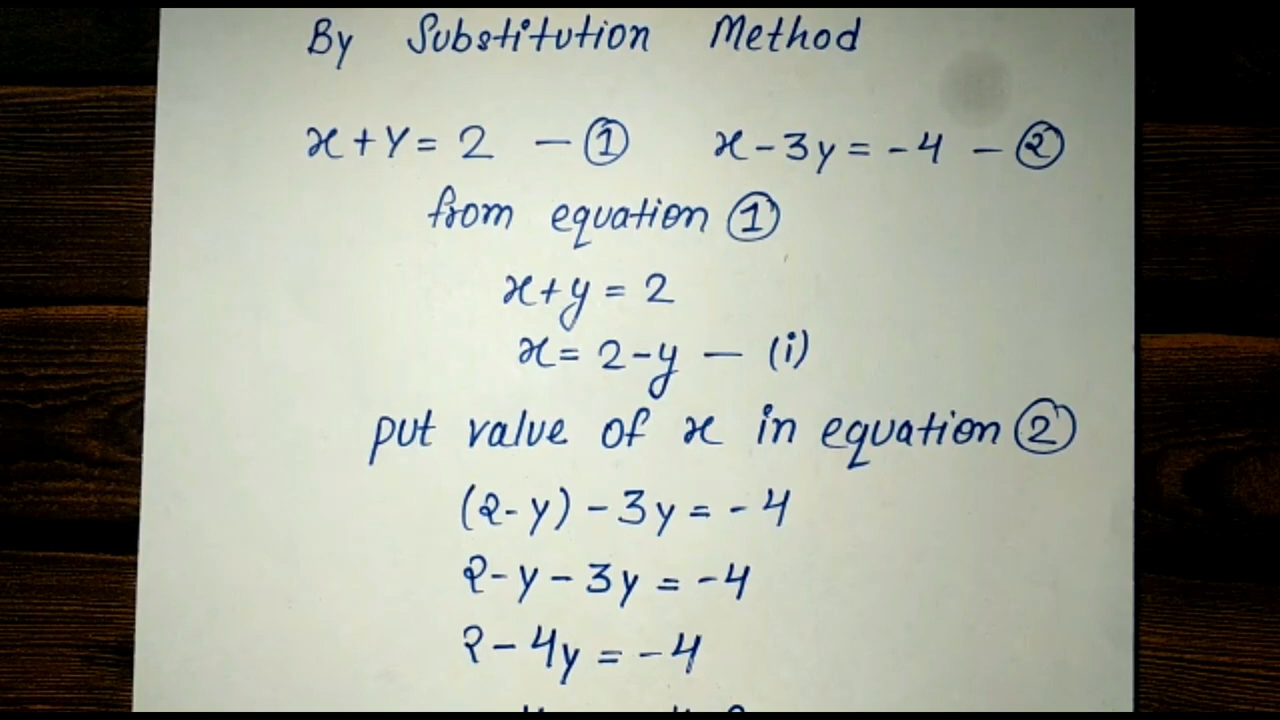 By Substitution Method
x+Y= 2 — ① x-3y = -4 — ②
from equation ①
x+y = 2
x = 2-y — (i)
put value of x in equation ②
(2-y) - 3y = -4
2-y-3y = -4
2-4y = -4